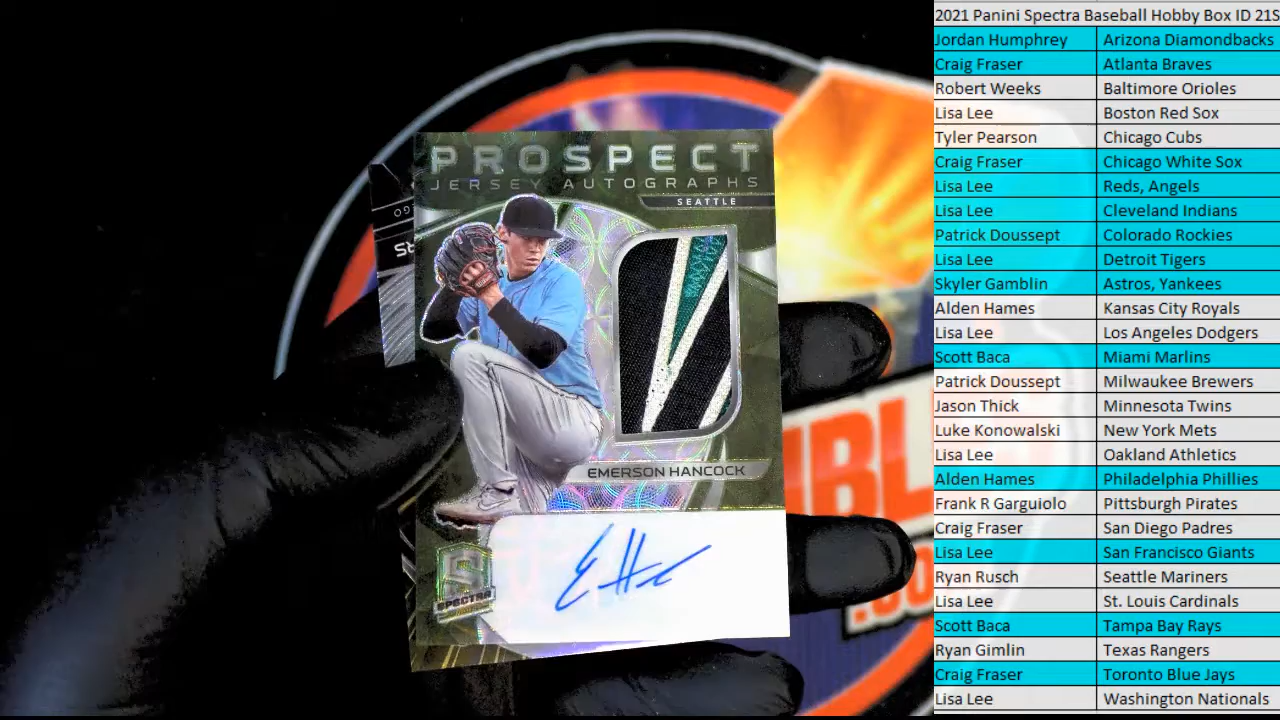 PROSPECT
JERSEY AUTOGRAPHS
SEATTLE
EMERSON HANCOCK
SPECTRA
2021 Panini Spectra Baseball Hobby Box ID 21S
Jordan Humphrey Arizona Diamondbacks
Craig Fraser Atlanta Braves
Robert Weeks Baltimore Orioles
Lisa Lee Boston Red Sox
Tyler Pearson Chicago Cubs
Craig Fraser Chicago White Sox
Lisa Lee Reds, Angels
Lisa Lee Cleveland Indians
Patrick Doussept Colorado Rockies
Lisa Lee Detroit Tigers
Skyler Gamblin Astros, Yankees
Alden Hames Kansas City Royals
Lisa Lee Los Angeles Dodgers
Scott Baca Miami Marlins
Patrick Doussept Milwaukee Brewers
Jason Thick Minnesota Twins
Luke Konowalski New York Mets
Lisa Lee Oakland Athletics
Alden Hames Philadelphia Phillies
Frank R Garguiolo Pittsburgh Pirates
Craig Fraser San Diego Padres
Lisa Lee San Francisco Giants
Ryan Rusch Seattle Mariners
Lisa Lee St. Louis Cardinals
Scott Baca Tampa Bay Rays
Ryan Gimlin Texas Rangers
Craig Fraser Toronto Blue Jays
Lisa Lee Washington Nationals